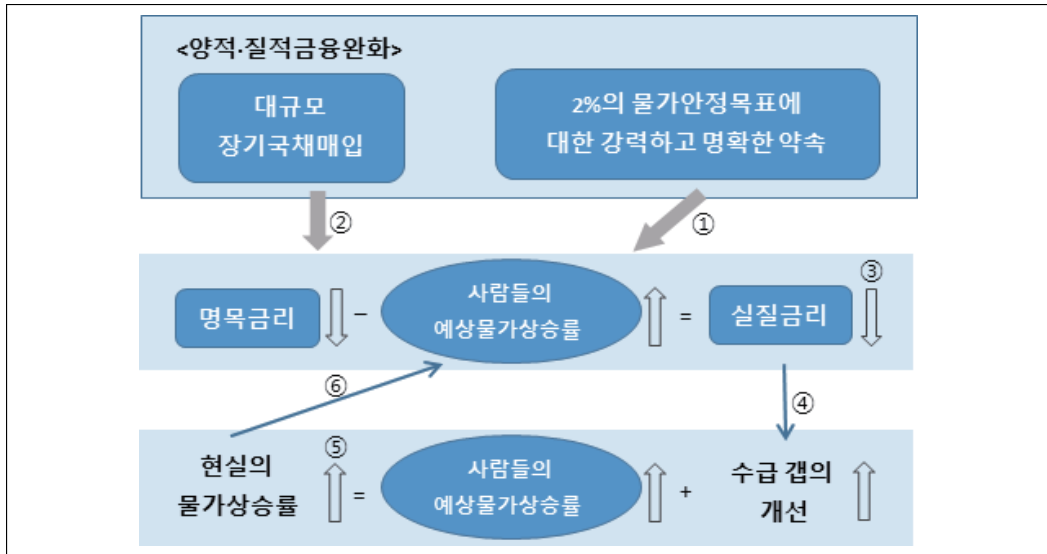 <양적·질적금융완화>
대규모
장기국채매입
2%의 물가안정목표에
대한 강력하고 명확한 약속
②
①
③
명목금리
–
사람들의
예상물가상승률
=
실질금리
⑥
④
⑤
현실의
물가상승률
=
사람들의
예상물가상승률
+
수급 갭의
개선